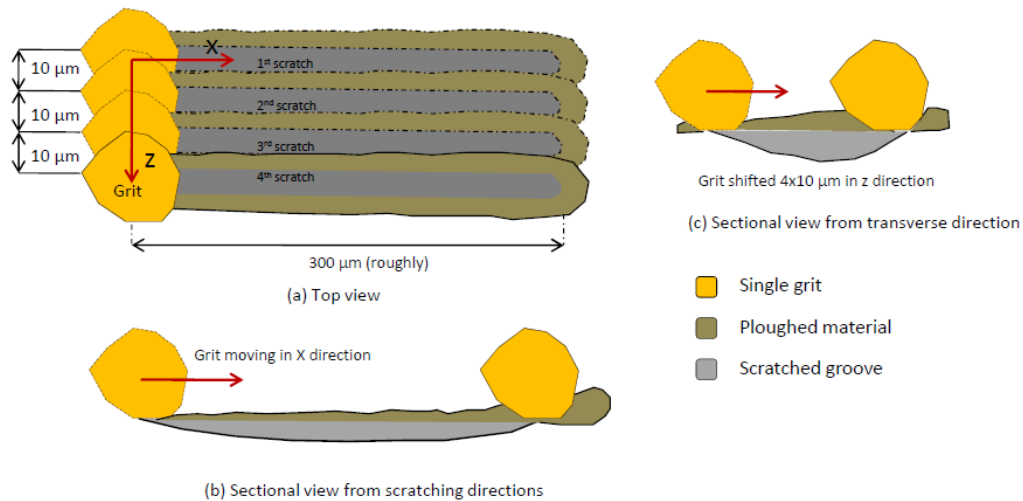 X
10 µm
1st scratch
10 µm
2nd scratch
10 µm
3rd scratch
Z
4th scratch
Grit
300 µm (roughly)
(a) Top view
Grit shifted 4x10 µm in z direction
(c) Sectional view from transverse direction
Single grit
Ploughed material
Scratched groove
Grit moving in X direction
(b) Sectional view from scratching directions